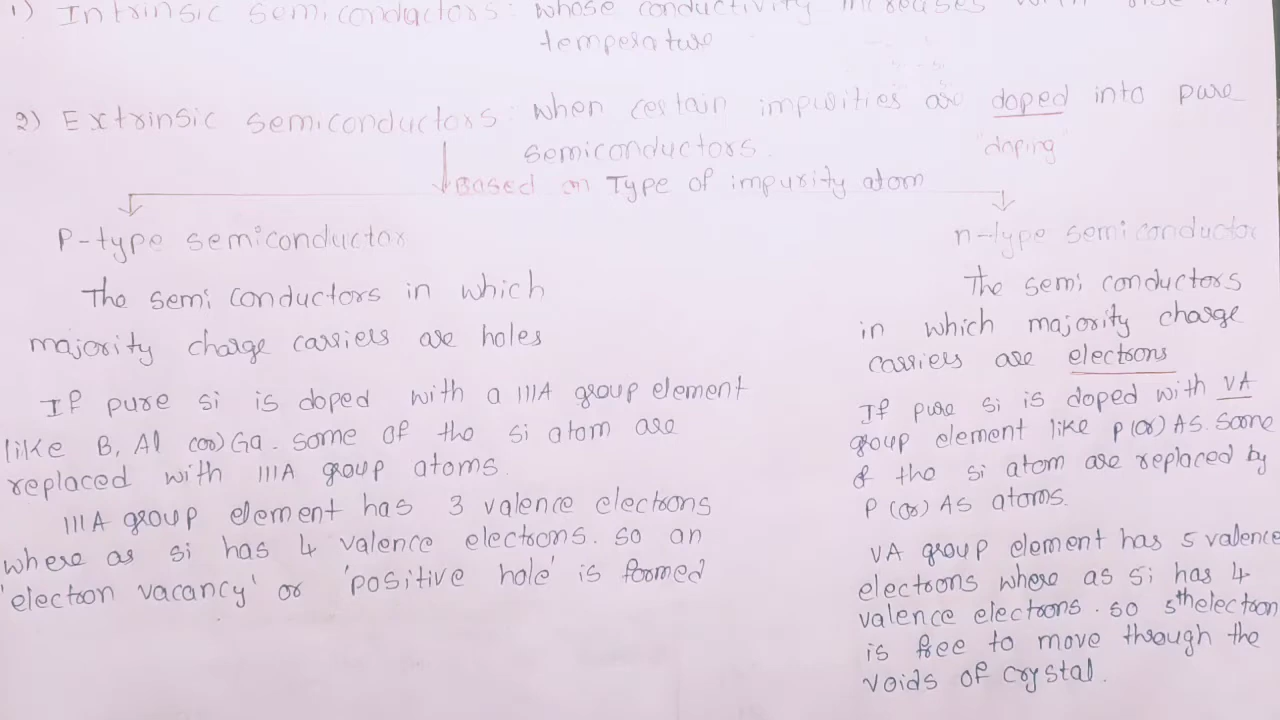 1) Intrinsic semiconductors: whose conductivity increases with rise in
temperature
2) Extrinsic semiconductors: when certain impurities are doped into pure
semiconductors.
"doping"
Based on Type of impurity atom
P-type semiconductor
The semi conductors in which
majority charge carriers are holes
If pure si is doped with a IIIA group element
like B, Al (or) Ga. some of the si atom are
replaced with IIIA group atoms.
IIIA group element has 3 valence electrons
where as si has 4 valence electrons. so an
'electron vacancy' or 'positive hole' is formed
n-type semiconductor
The semi conductors
in which majority charge
carriers are electrons
If pure si is doped with VA
group element like P (or) AS. some
of the si atom are replaced by
P (or) AS atoms.
VA group element has 5 valence
electrons where as si has 4
valence electrons. so 5th electron
is free to move through the
voids of crystal.